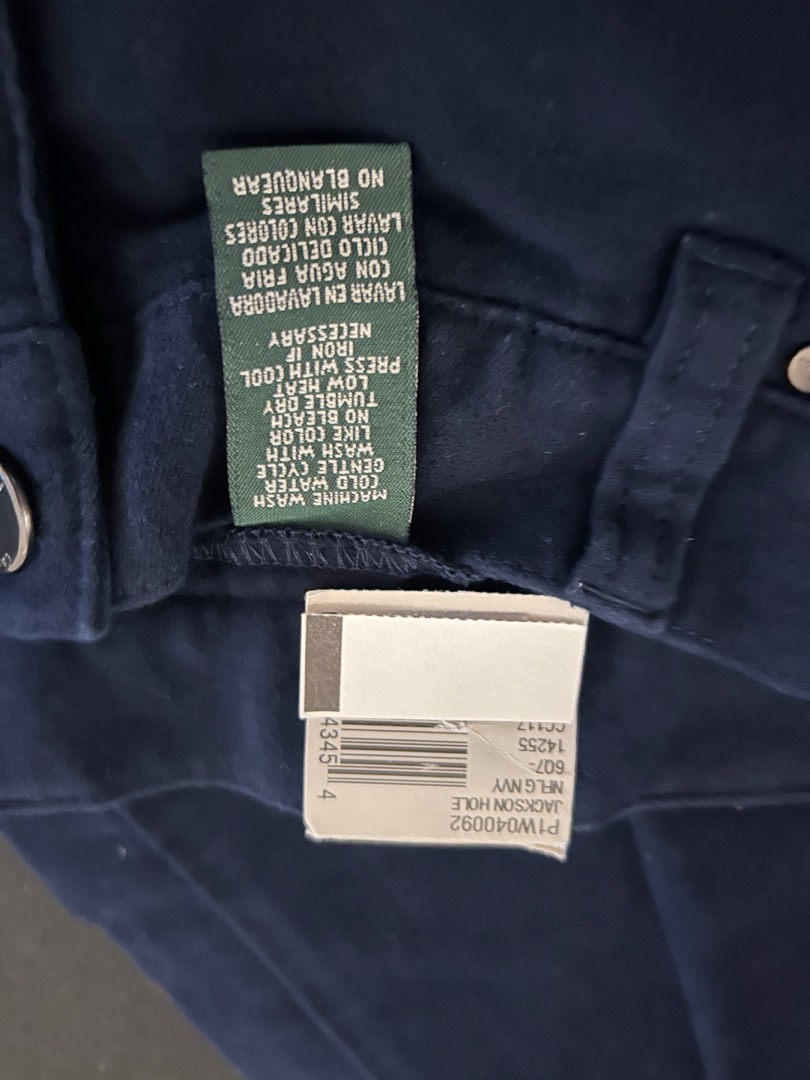 MACHINE WASH
COLD WATER
GENTLE CYCLE
WASH WITH
LIKE COLOR
NO BLEACH
TUMBLE DRY
LOW HEAT
PRESS WITH COOL
IRON IF
NECESSARY
LAVAR EN LAVADORA
CON AGUA FRIA
CICLO DELICADO
LAVAR CON COLORES
SIMILARES
NO BLANQUEAR
P1W040092
JACKSON HOLE
NFLG NVY
607-
14255
CC117
4345 4